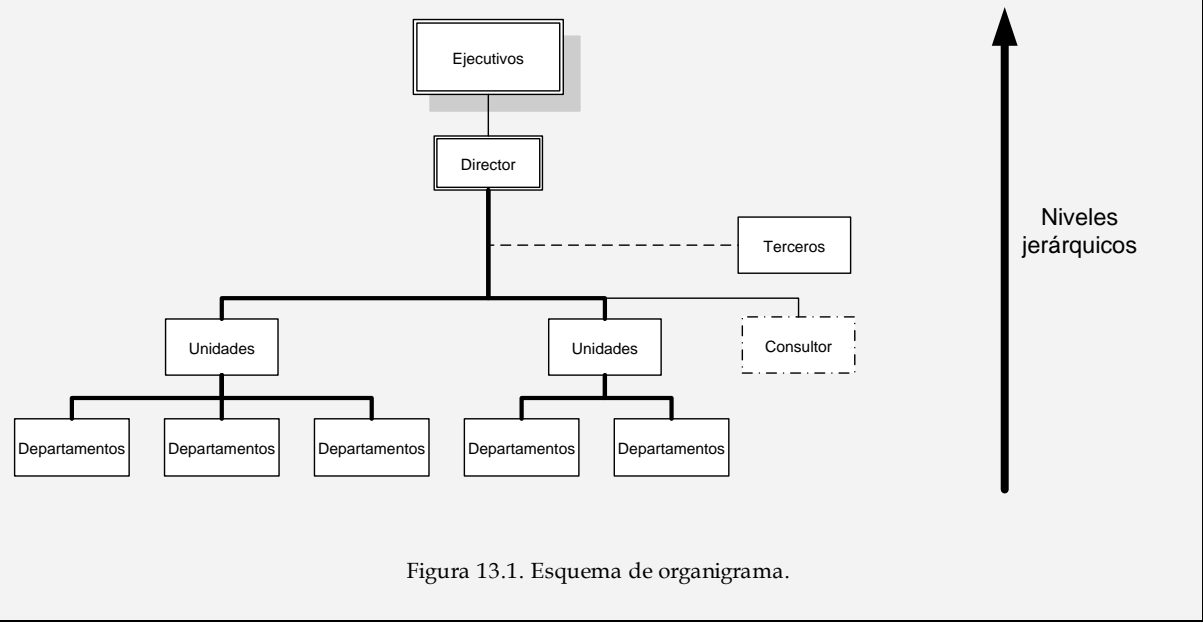 Ejecutivos
Director
Terceros
Niveles
jerárquicos
Unidades
Unidades
Consultor
Departamentos
Departamentos
Departamentos
Departamentos
Departamentos
Figura 13.1. Esquema de organigrama.